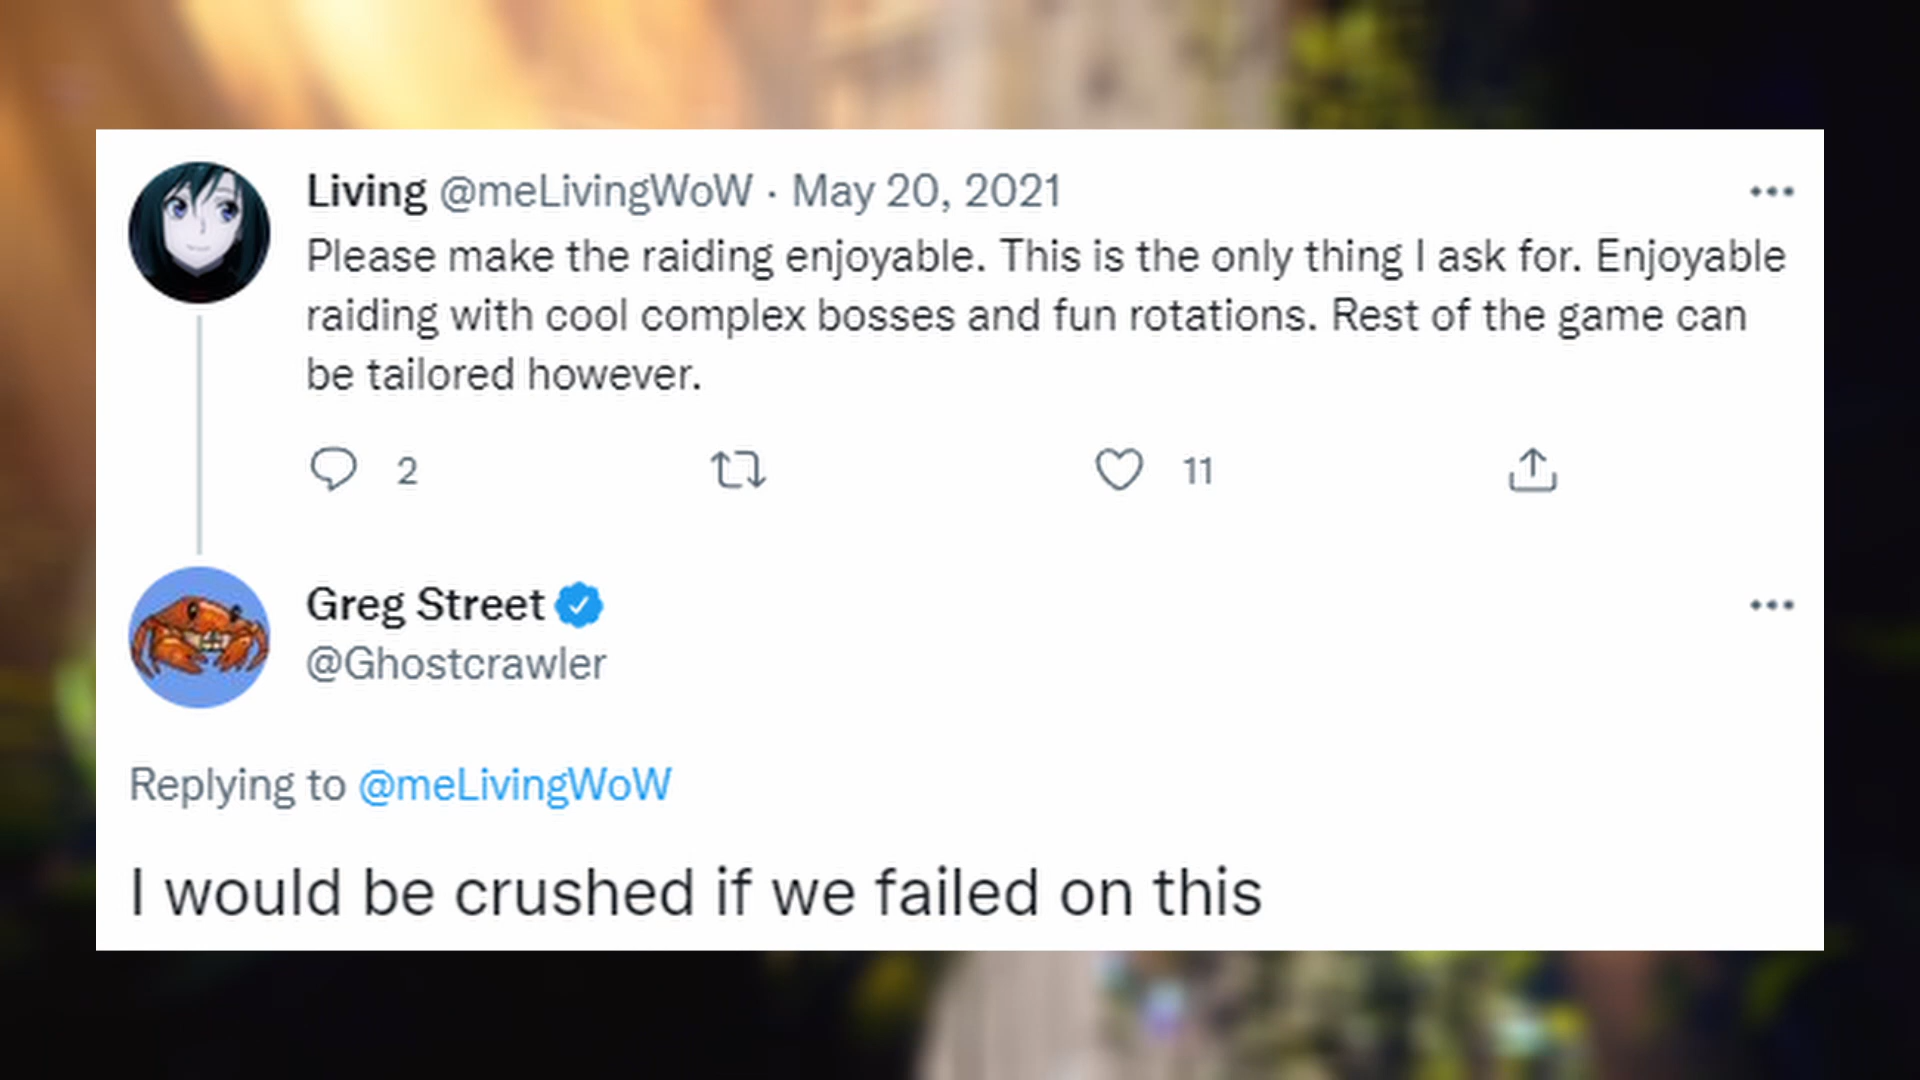 Living @meLivingWoW · May 20, 2021
Please make the raiding enjoyable. This is the only thing I ask for. Enjoyable
raiding with cool complex bosses and fun rotations. Rest of the game can
be tailored however.
2 11
Greg Street
@Ghostcrawler
Replying to @meLivingWoW
I would be crushed if we failed on this